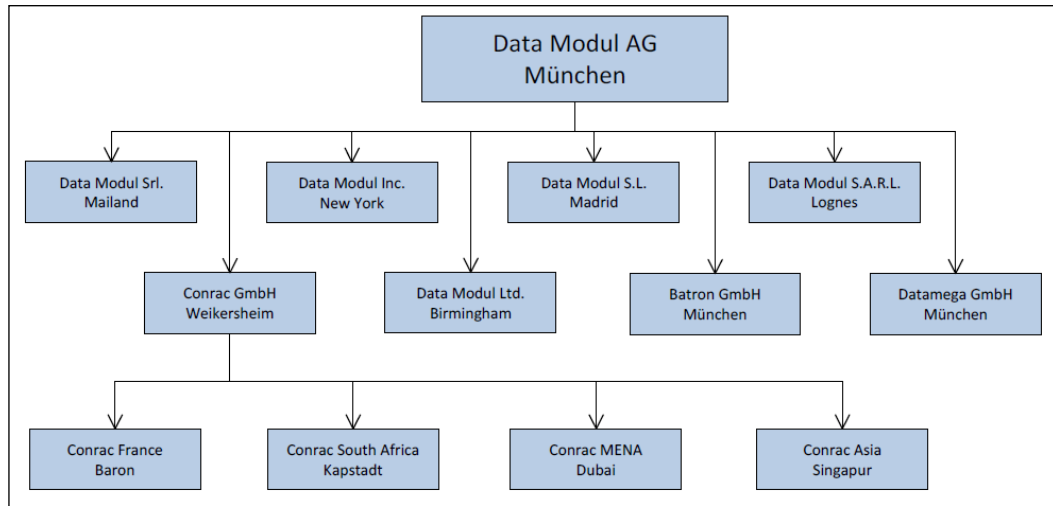 Data Modul AG
München
Data Modul Srl.
Mailand
Data Modul Inc.
New York
Data Modul S.L.
Madrid
Data Modul S.A.R.L.
Lognes
Conrac GmbH
Weikersheim
Data Modul Ltd.
Birmingham
Batron GmbH
München
Datamega GmbH
München
Conrac France
Baron
Conrac South Africa
Kapstadt
Conrac MENA
Dubai
Conrac Asia
Singapur